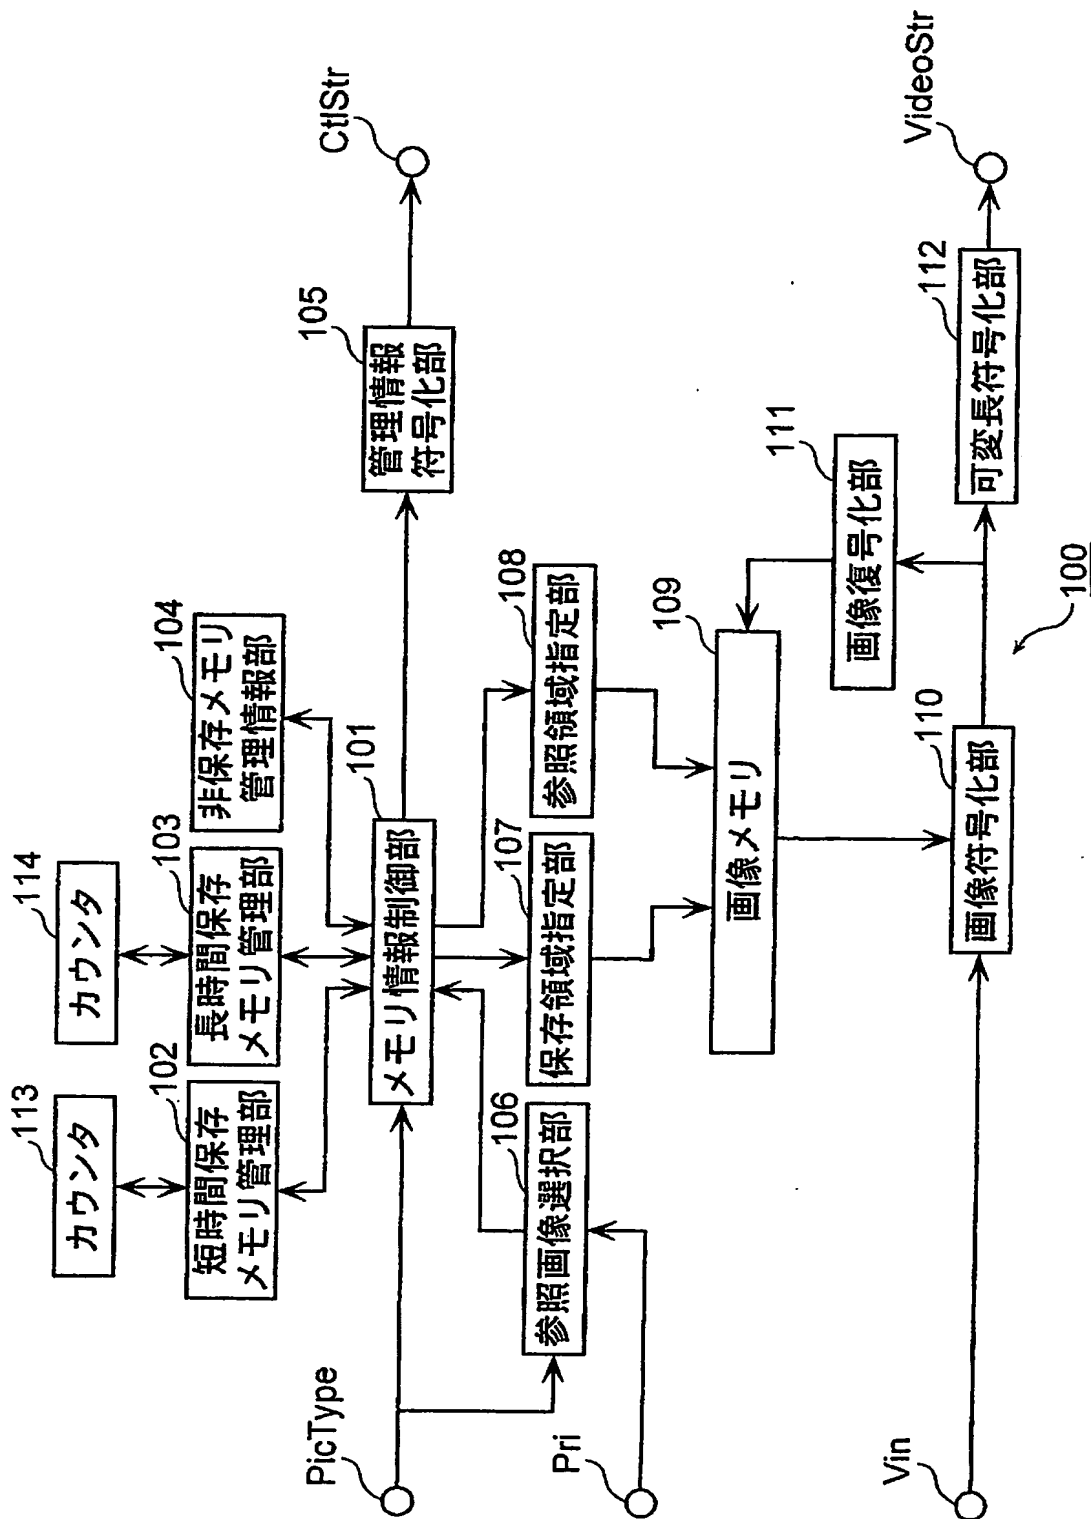 113
カウンタ
114
カウンタ
102
短時間保存
メモリ管理部
103
長時間保存
メモリ管理部
104
非保存メモリ
管理情報部
PicType
101
メモリ情報制御部
105
管理情報
符号化部
CtlStr
106
参照画像選択部
107
保存領域指定部
108
参照領域指定部
Pri
109
画像メモリ
111
画像復号化部
Vin
110
画像符号化部
112
可変長符号化部
VideoStr
100